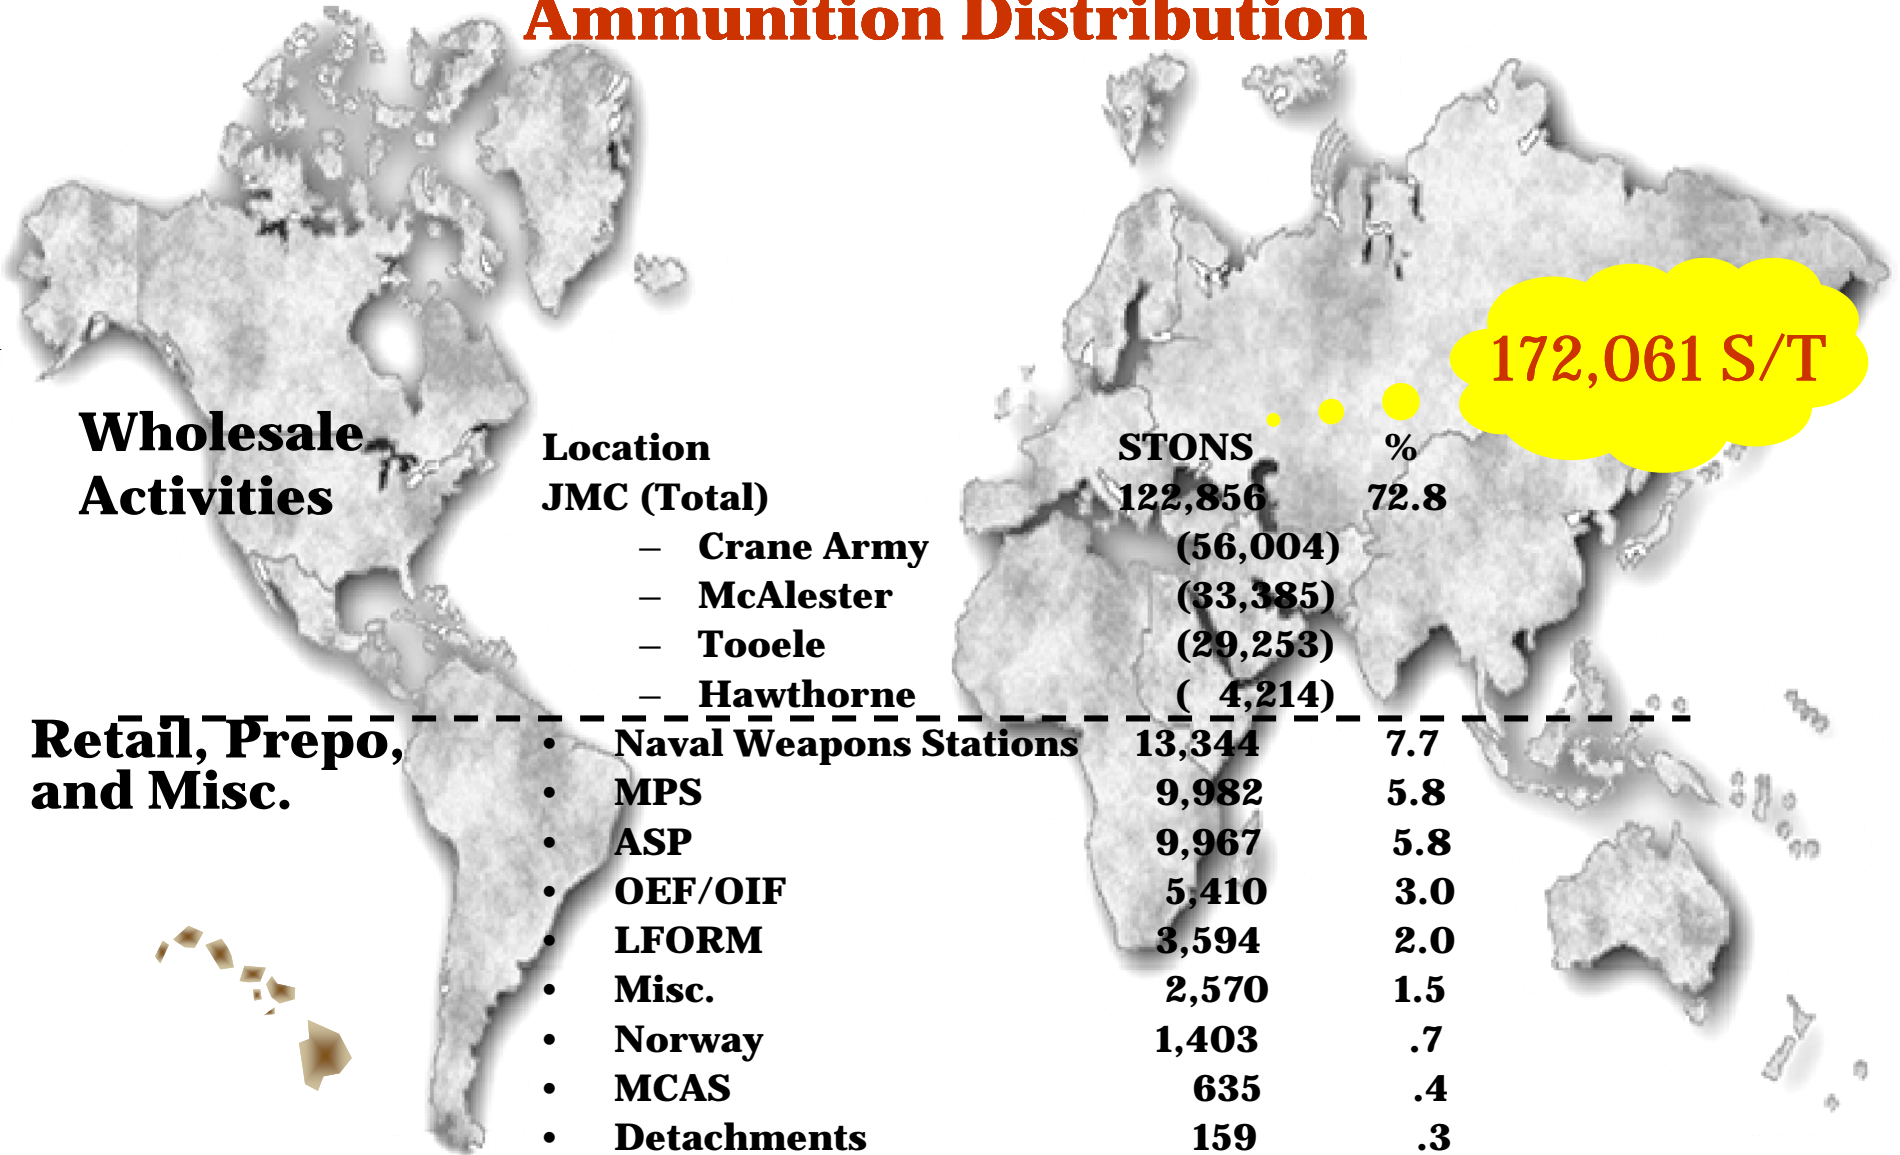 Ammunition Distribution
172,061 S/T
Wholesale
Activities
Location STONS %
JMC (Total) 122,856 72.8
– Crane Army (56,004)
– McAlester (33,385)
– Tooele (29,253)
– Hawthorne ( 4,214)
Retail, Prepo,
and Misc.
• Naval Weapons Stations 13,344 7.7
• MPS 9,982 5.8
• ASP 9,967 5.8
• OEF/OIF 5,410 3.0
• LFORM 3,594 2.0
• Misc. 2,570 1.5
• Norway 1,403 .7
• MCAS 635 .4
• Detachments 159 .3